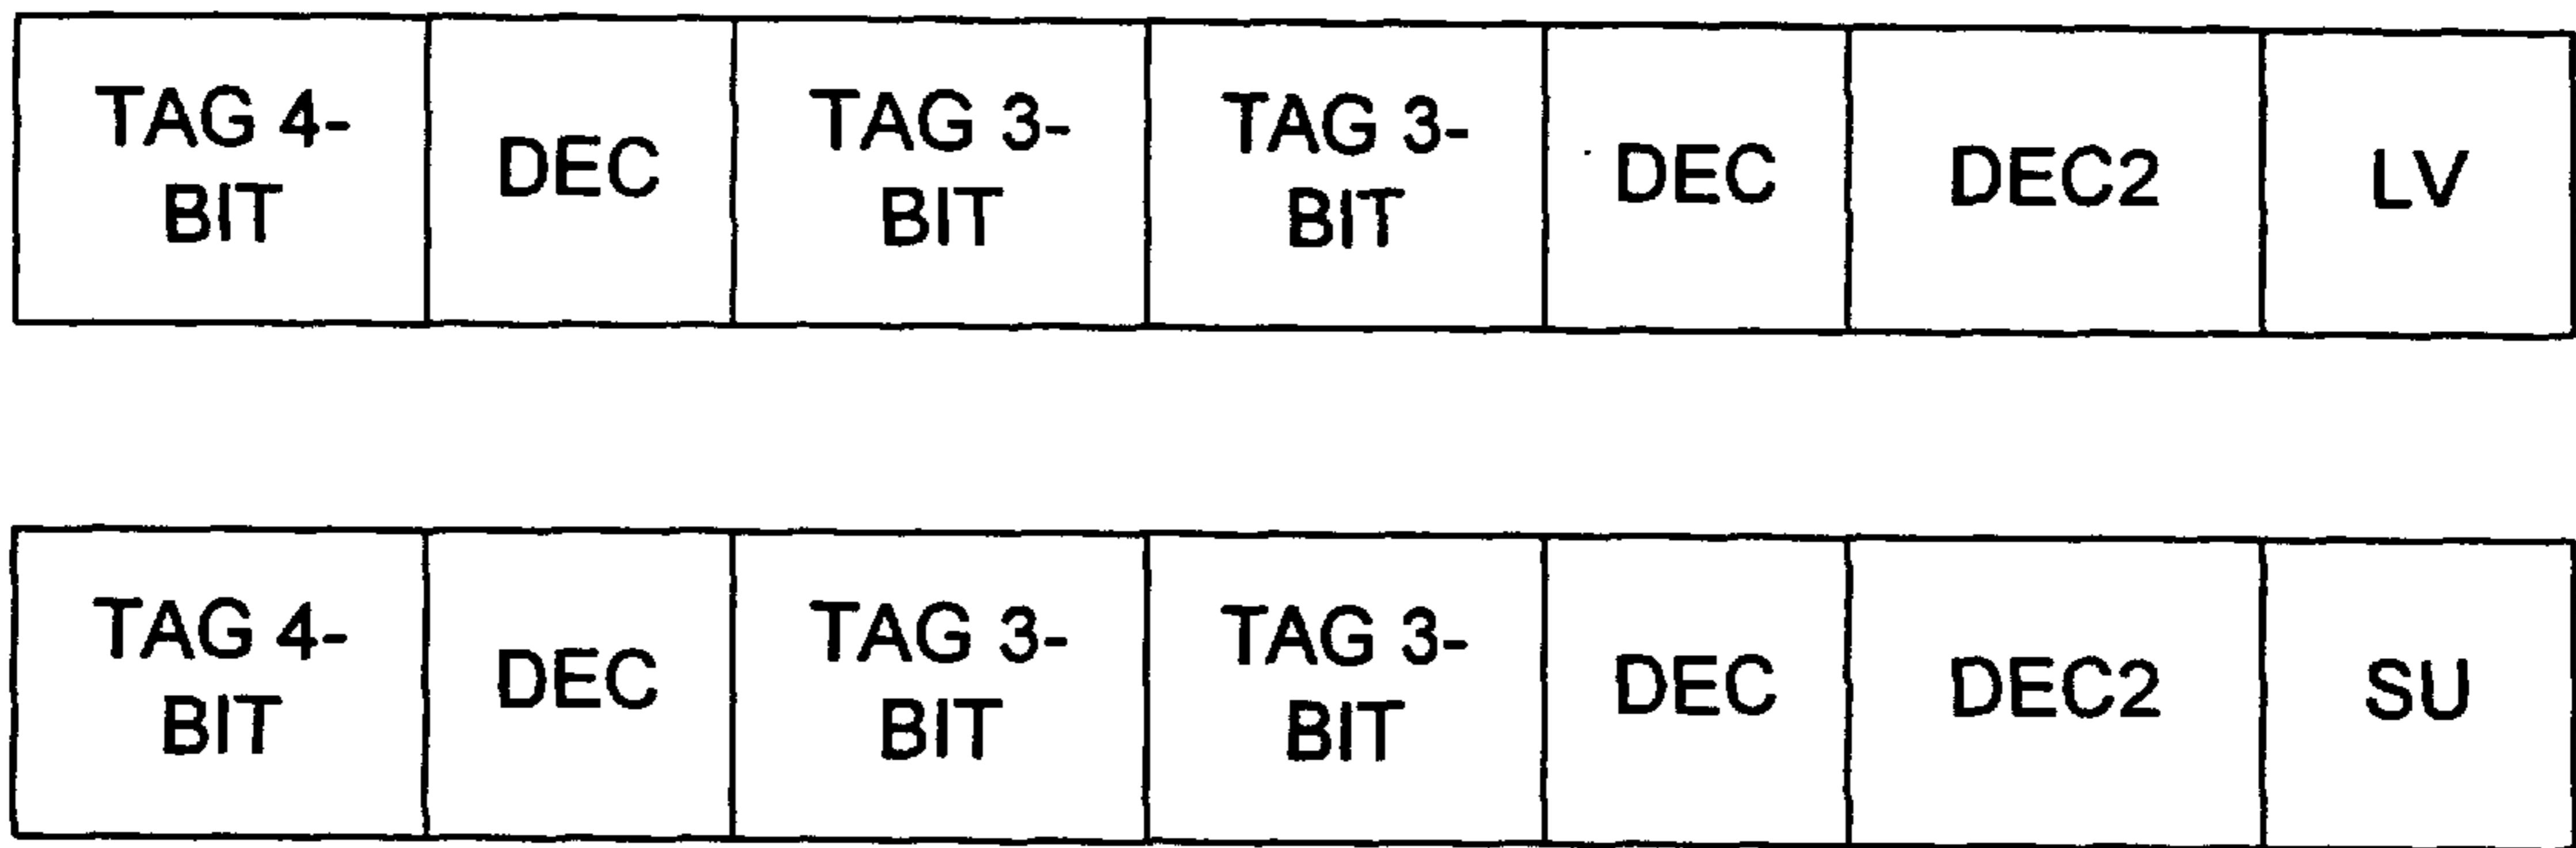 TAG 4-
BIT
DEC
TAG 3-
BIT
TAG 3-
BIT
DEC
DEC2
LV
TAG 4-
BIT
DEC
TAG 3-
BIT
TAG 3-
BIT
DEC
DEC2
SU